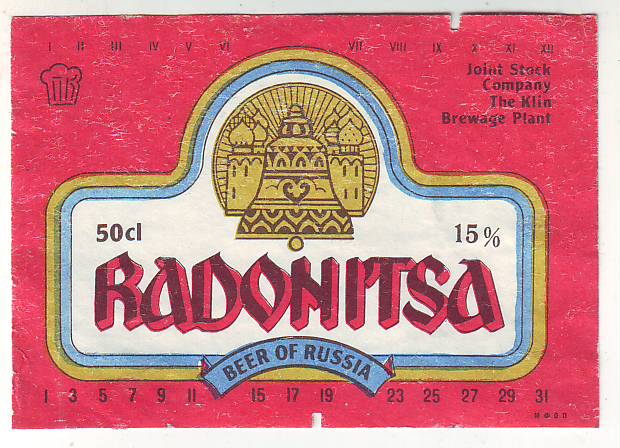 I II III IV V VI VII VIII IX X XI XII
Joint Stock
Company
The Klin
Brewage Plant
50cl
15%
RADONITSA
BEER OF RUSSIA
1 3 5 7 9 11 15 17 19 23 25 27 29 31